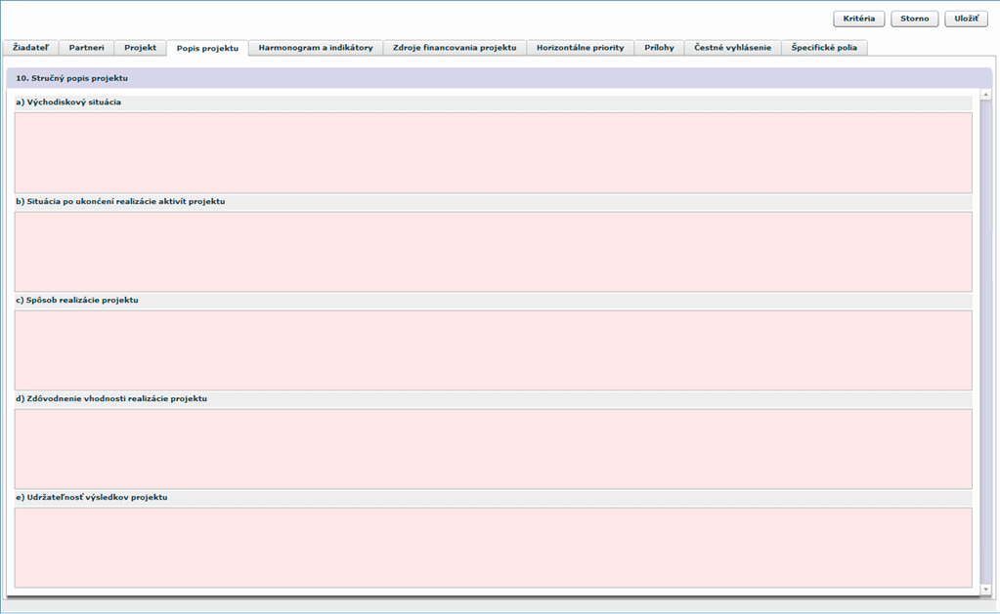 Kritéria Storno Uložiť
Žiadateľ Partneri Projekt Popis projektu Harmonogram a indikátory Zdroje financovania projektu Horizontálne priority Prílohy Čestné vyhlásenie Špecifické polia
10. Stručný popis projektu
a) Východiskový situácia
b) Situácia po ukončení realizácie aktivít projektu
c) Spôsob realizácie projektu
d) Zdôvodnenie vhodnosti realizácie projektu
e) Udržateľnosť výsledkov projektu